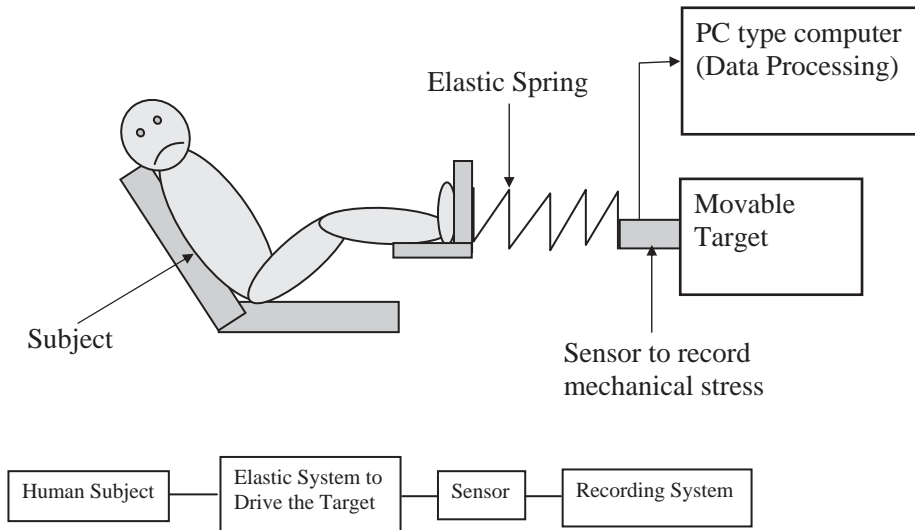 PC type computer
(Data Processing)
Elastic Spring
Movable
Target
Subject
Sensor to record
mechanical stress
Human Subject
Elastic System to
Drive the Target
Sensor
Recording System